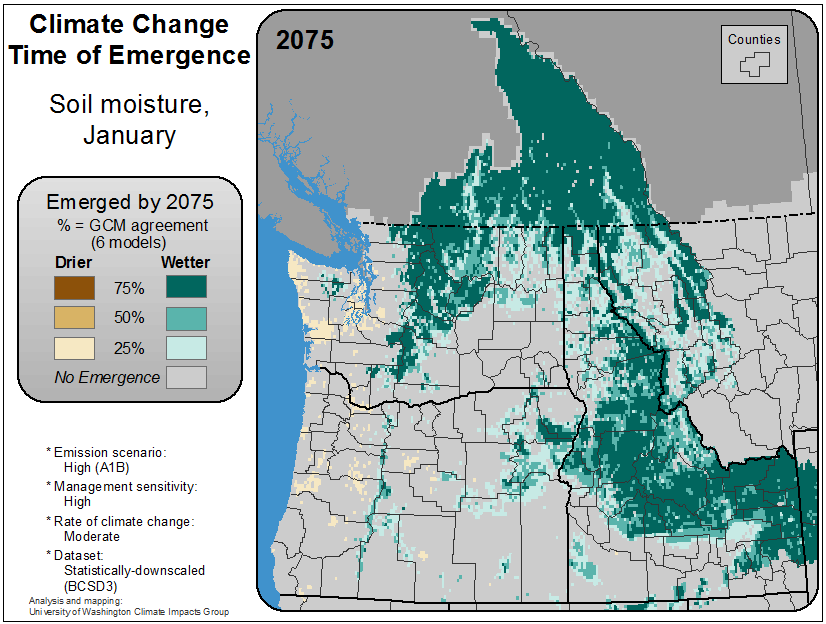 Climate Change
Time of Emergence
Soil moisture,
January
Emerged by 2075
% = GCM agreement
(6 models)
Drier Wetter
75%
50%
25%
No Emergence
* Emission scenario:
High (A1B)
* Management sensitivity:
High
* Rate of climate change:
Moderate
* Dataset:
Statistically-downscaled
(BCSD3)
Analysis and mapping:
University of Washington Climate Impacts Group
2075
Counties